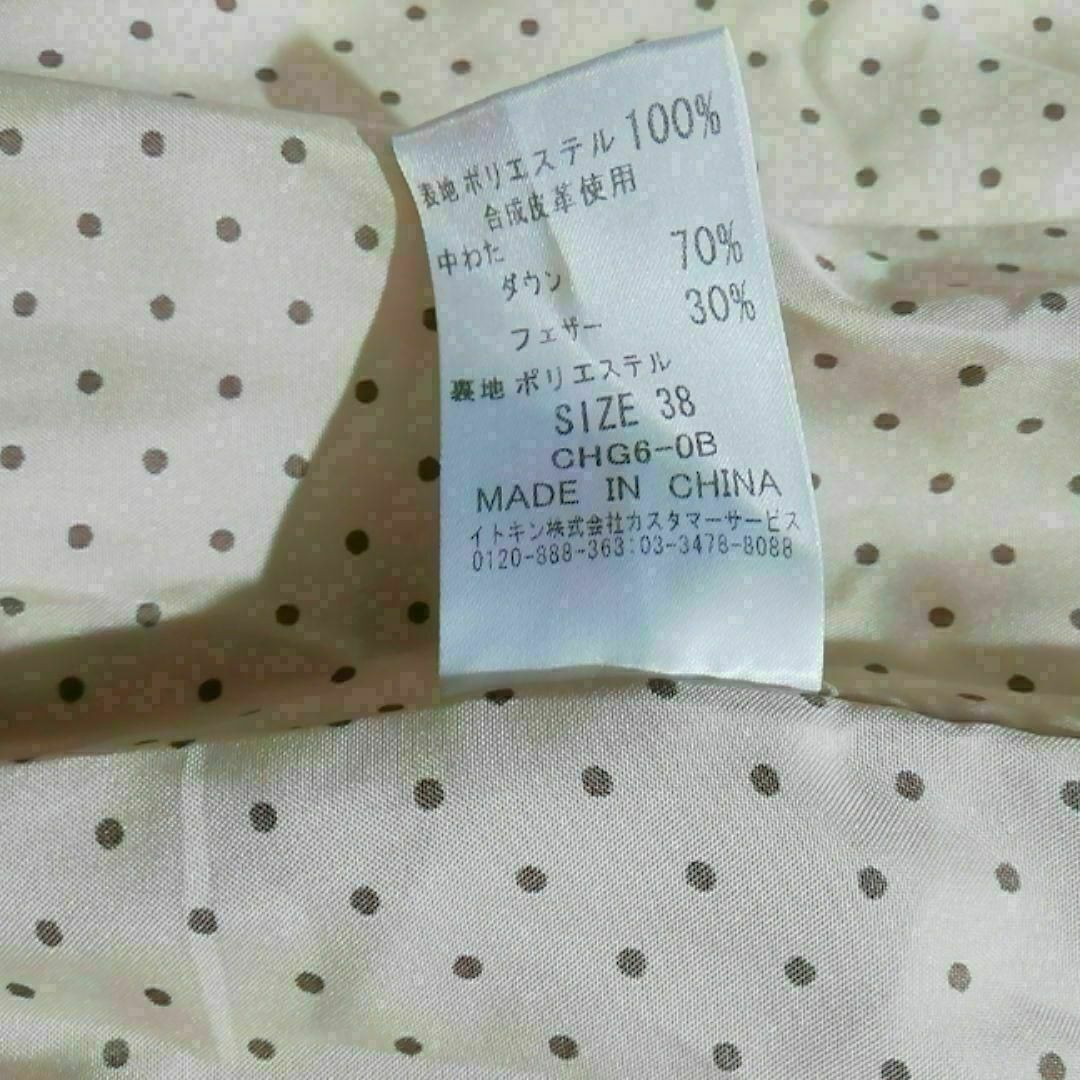 表地 ポリエステル 100%
合成皮革使用
中わた
ダウン 70%
フェザー 30%
裏地 ポリエステル
SIZE 38
CHG6-0B
MADE IN CHINA
イトキン株式会社カスタマーサービス
0120-888-363:03-3478-8088